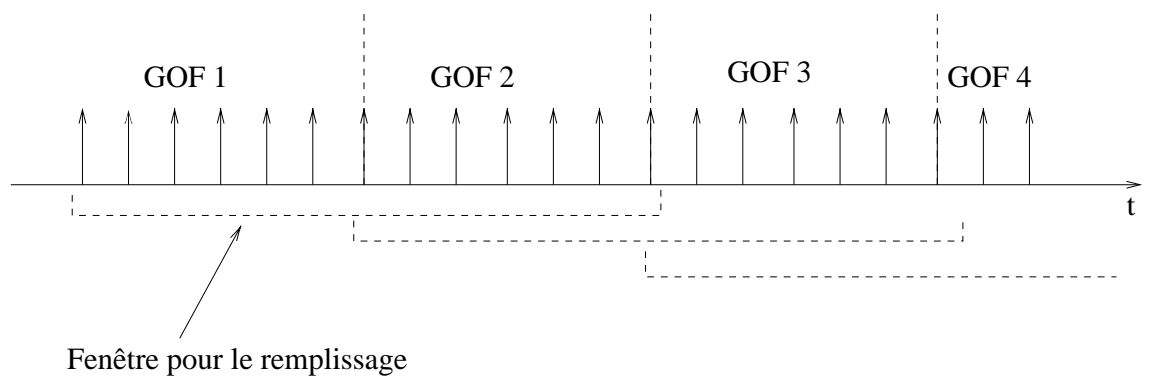 GOF 1
GOF 2
GOF 3
GOF 4
t
Fenêtre pour le remplissage